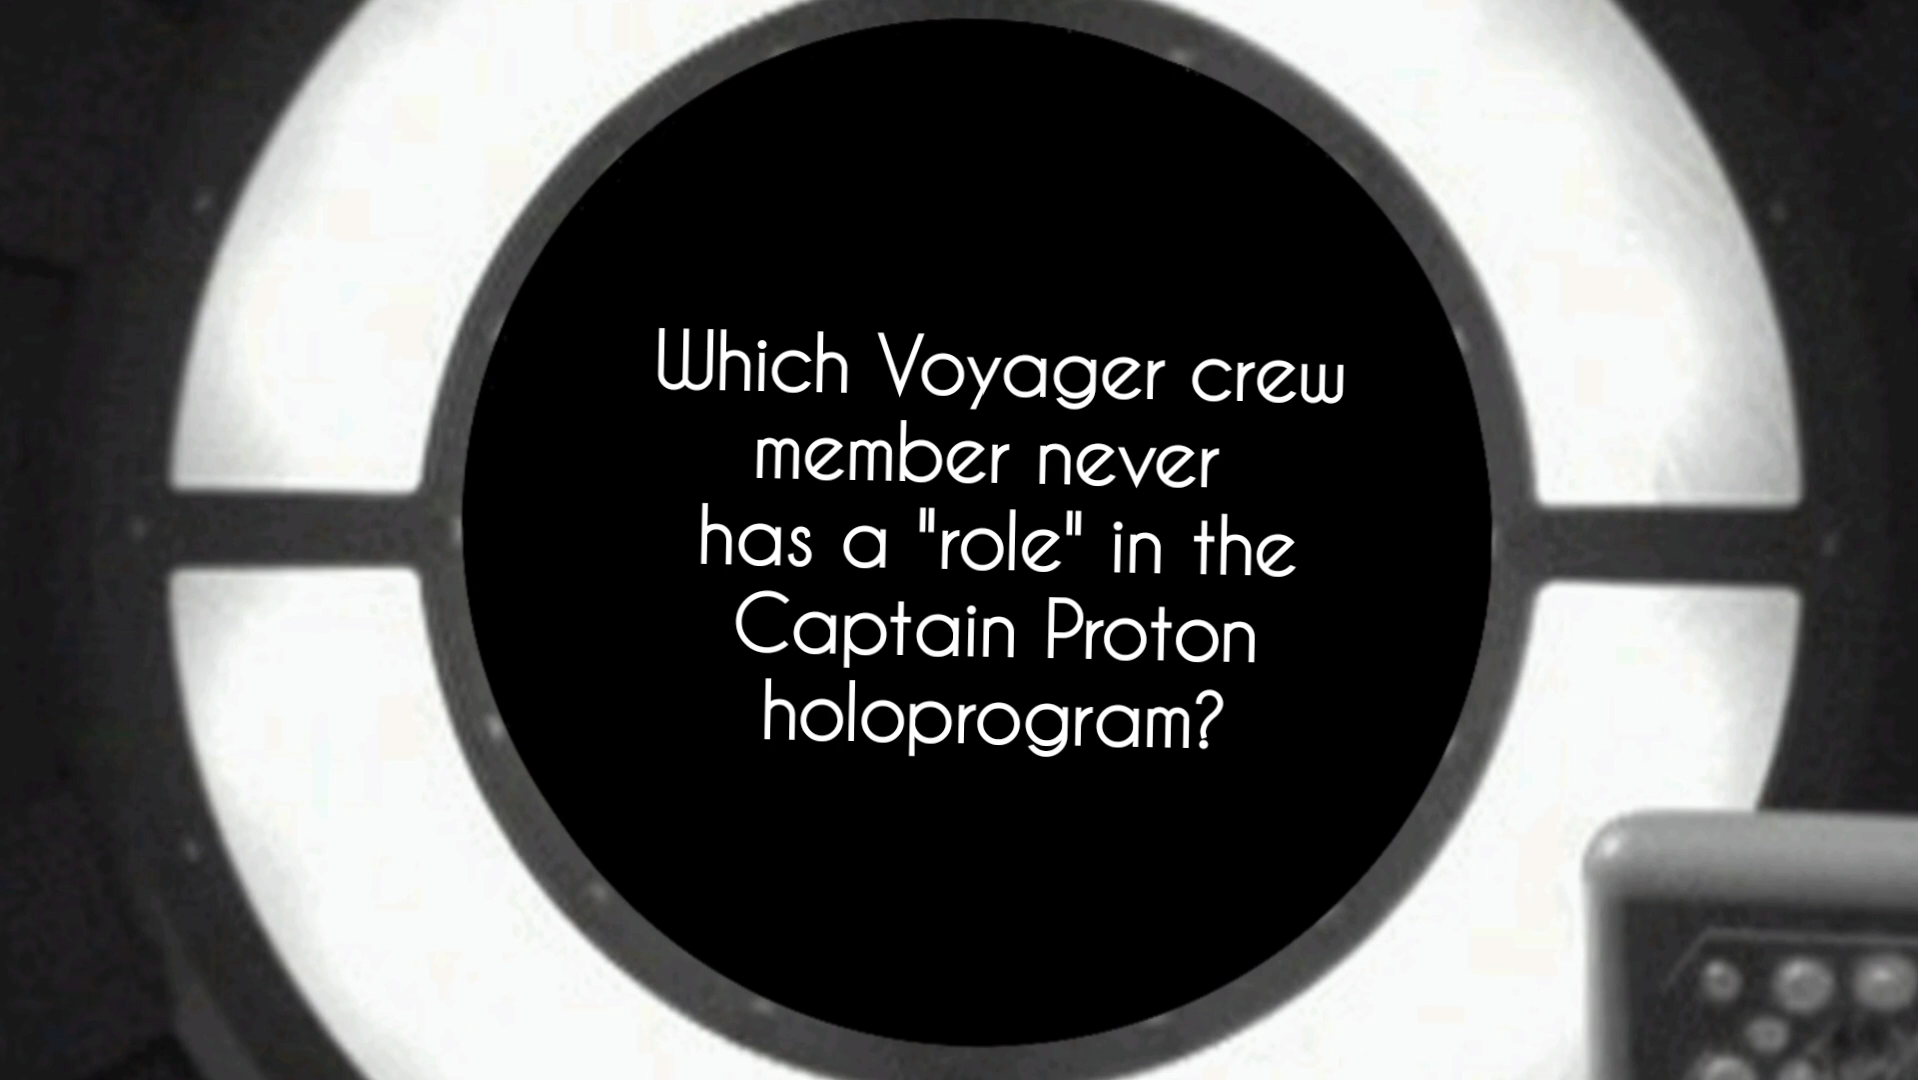 Which Voyager crew
member never
has a "role" in the
Captain Proton
holoprogram?